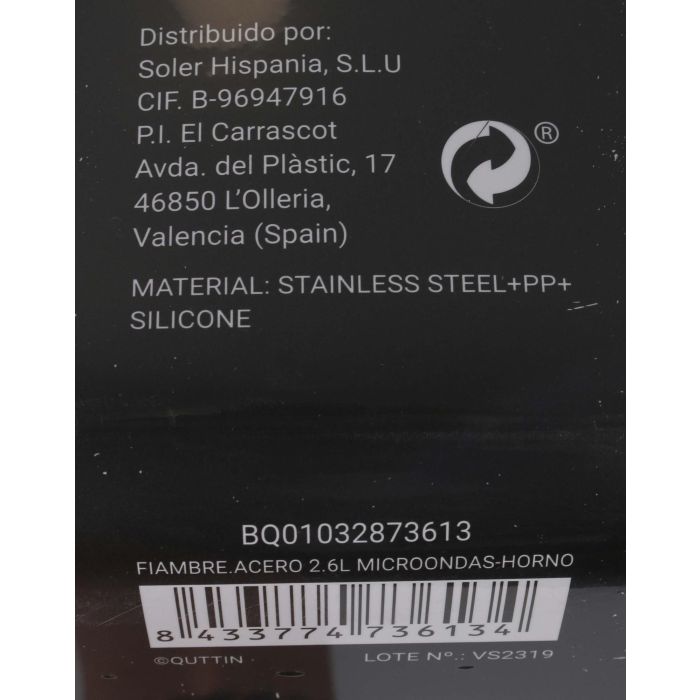 Distribuido por:
Soler Hispania, S.L.U
CIF. B-96947916
P.I. El Carrascot
Avda. del Plàstic, 17
46850 L'Olleria,
Valencia (Spain)
®
MATERIAL: STAINLESS STEEL+PP+
SILICONE
BQ01032873613
FIAMBRE.ACERO 2.6L MICROONDAS-HORNO
8 433774 736134
©QUTTIN LOTE Nº.: VS2319